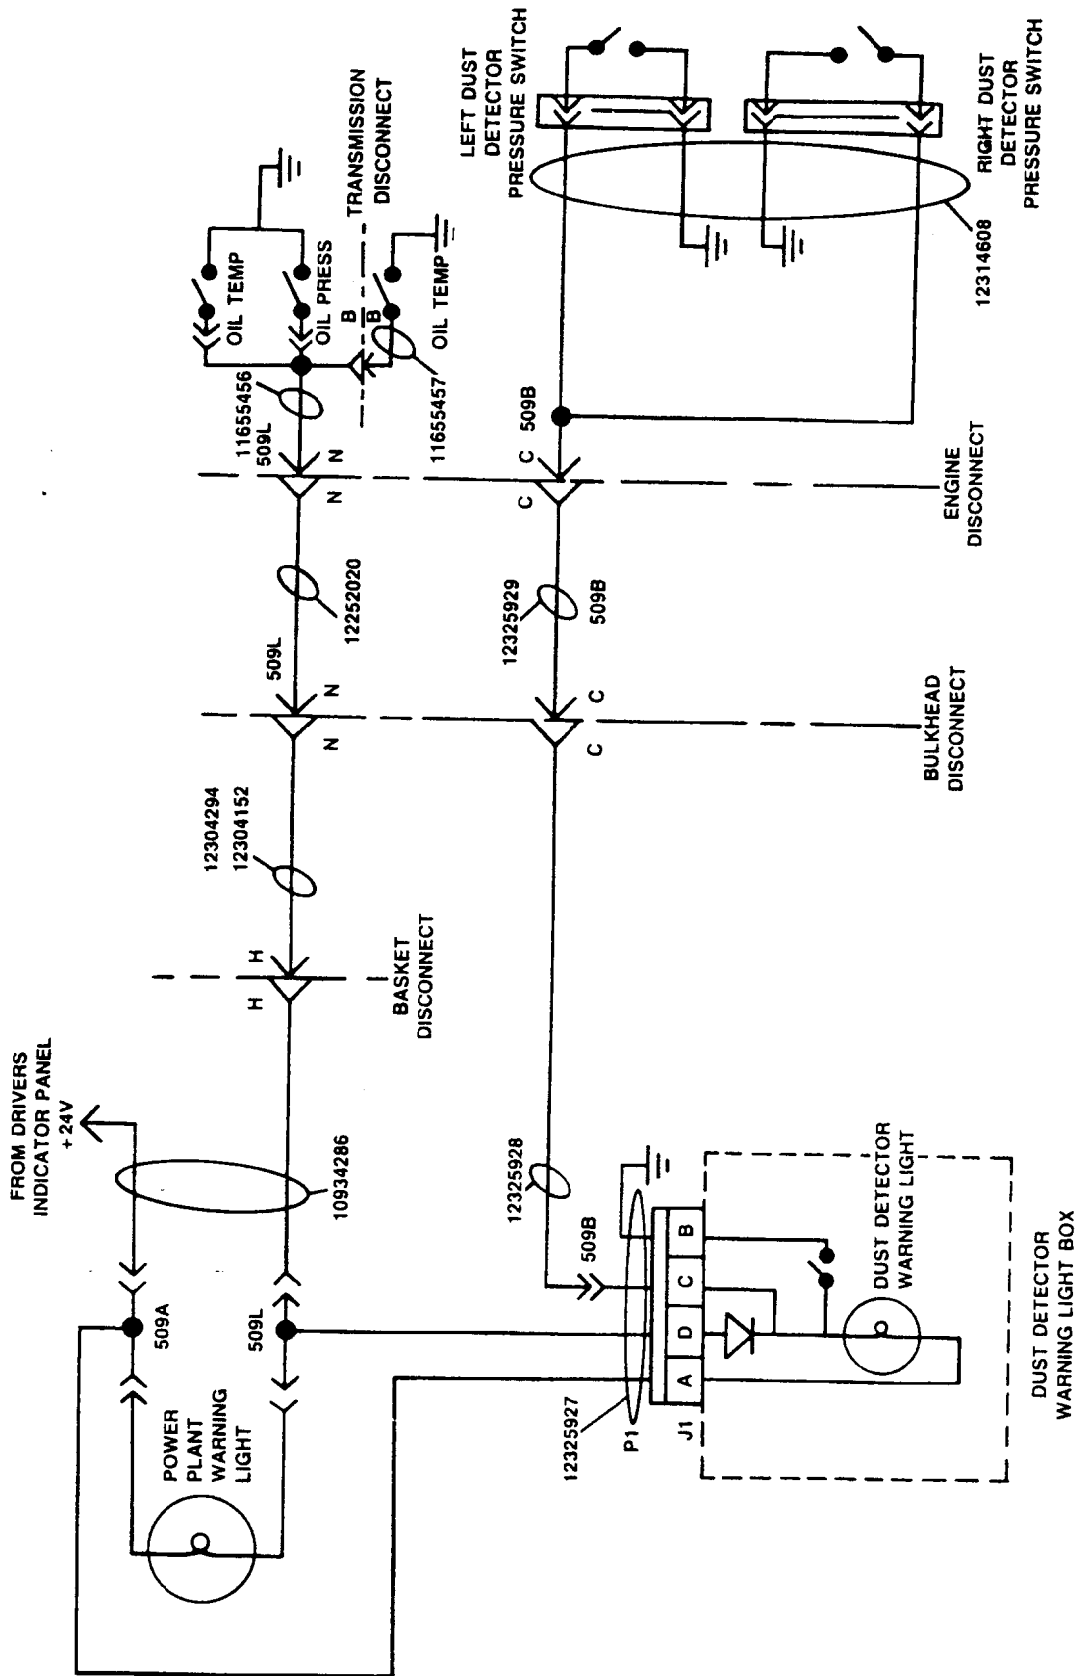 FROM DRIVERS
INDICATOR PANEL
+24V
509A
509L
POWER
PLANT
WARNING
LIGHT
10934286
H
H
BASKET
DISCONNECT
12304294
12304152
N
N
509L
12252020
N
N
11655456
509L
OIL TEMP
OIL PRESS
B
B
TRANSMISSION
DISCONNECT
OIL TEMP
11655457
LEFT DUST
DETECTOR
PRESSURE SWITCH
RIGHT DUST
DETECTOR
PRESSURE SWITCH
12314608
509B
C
C
ENGINE
DISCONNECT
12325929
509B
C
C
BULKHEAD
DISCONNECT
12325928
509B
12325927
P1
J1
A
D
C
B
DUST DETECTOR
WARNING LIGHT
DUST DETECTOR
WARNING LIGHT BOX